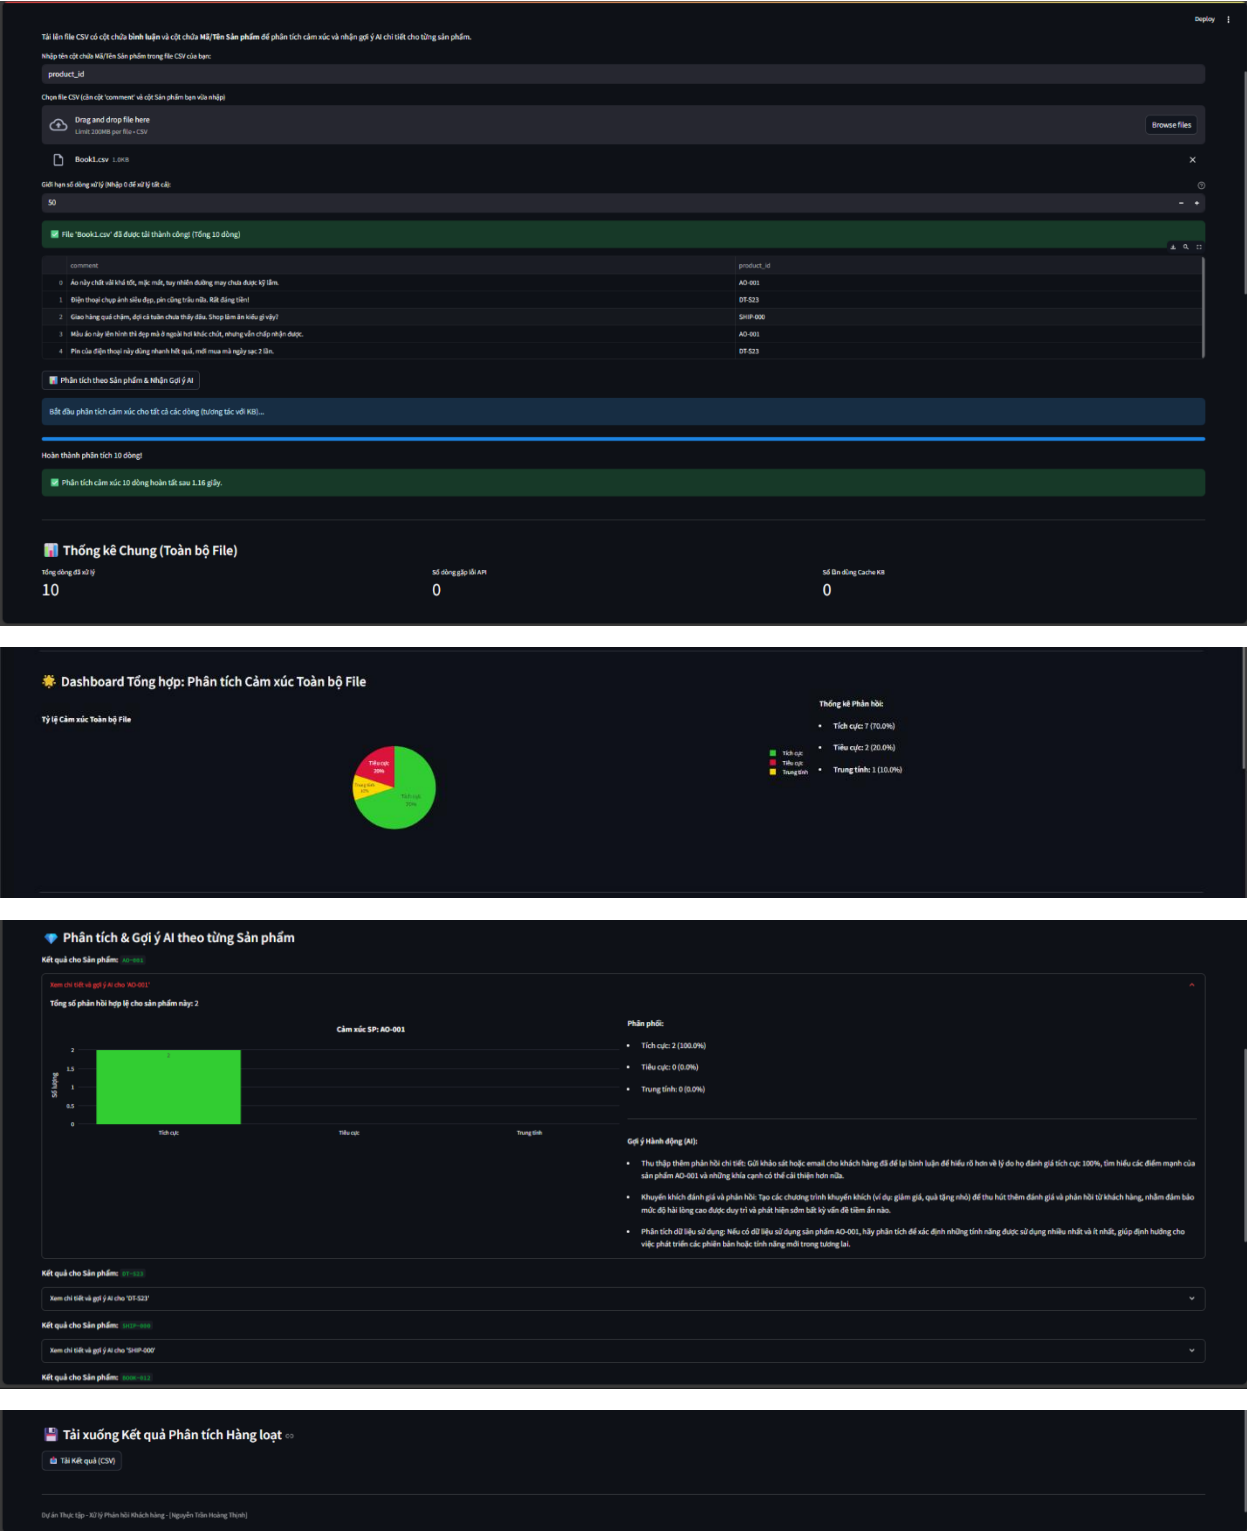 Deploy
Tải lên file CSV có cột chứa bình luận và cột chứa Mã/Tên Sản phẩm để phân tích cảm xúc và nhận gợi ý AI chi tiết cho từng sản phẩm.
Nhập tên cột chứa Mã/Tên Sản phẩm trong file CSV của bạn:
product_id
Chọn file CSV (cần cột 'comment' và cột Sản phẩm bạn vừa nhập)
Drag and drop file here
Limit 200MB per file • CSV
Browse files
Book1.csv 1.0KB
Giới hạn số dòng xử lý (Nhập 0 để xử lý tất cả):
50
File 'Book1.csv' đã được tải thành công! (Tổng 10 dòng)
comment product_id
0 Áo này chất vải khá tốt, mặc mát, tuy nhiên đường may chưa được kỹ lắm. AO-001
1 Điện thoại chụp ảnh siêu đẹp, pin cũng trâu nữa. Rất đáng tiền! DT-S23
2 Giao hàng quá chậm, đợi cả tuần chưa thấy đâu. Shop làm ăn kiểu gì vậy? SHIP-000
3 Màu áo này lên hình thì đẹp mà ở ngoài hơi khác chút, nhưng vẫn chấp nhận được. AO-001
4 Pin của điện thoại này dùng nhanh hết quá, mới mua mà ngày sạc 2 lần. DT-S23
Phân tích theo Sản phẩm & Nhận Gợi ý AI
Bắt đầu phân tích cảm xúc cho tất cả các dòng (tương tác với KB)...
Hoàn thành phân tích 10 dòng!
Phân tích cảm xúc 10 dòng hoàn tất sau 1.16 giây.
Thống kê Chung (Toàn bộ File)
Tổng dòng đã xử lý
10
Số dòng gặp lỗi API
0
Số lần dùng Cache KB
0
Dashboard Tổng hợp: Phân tích Cảm xúc Toàn bộ File
Tỷ lệ Cảm xúc Toàn bộ File
Tiêu cực
20%
Trung tính
10%
Tích cực
70%
Tích cực
Tiêu cực
Trung tính
Thống kê Phản hồi:
• Tích cực: 7 (70.0%)
• Tiêu cực: 2 (20.0%)
• Trung tính: 1 (10.0%)
Phân tích & Gợi ý AI theo từng Sản phẩm
Kết quả cho Sản phẩm: AO-001
Xem chi tiết và gợi ý AI cho 'AO-001'
Tổng số phản hồi hợp lệ cho sản phẩm này: 2
Cảm xúc SP: AO-001
Số lượng
2
1.5
1
0.5
0
2
Tích cực Tiêu cực Trung tính
Phân phối:
• Tích cực: 2 (100.0%)
• Tiêu cực: 0 (0.0%)
• Trung tính: 0 (0.0%)
Gợi ý Hành động (AI):
• Thu thập thêm phản hồi chi tiết: Gửi khảo sát hoặc email cho khách hàng đã để lại bình luận để hiểu rõ hơn về lý do họ đánh giá tích cực 100%, tìm hiểu các điểm mạnh của
sản phẩm AO-001 và những khía cạnh có thể cải thiện hơn nữa.
• Khuyến khích đánh giá và phản hồi: Tạo các chương trình khuyến khích (ví dụ: giảm giá, quà tặng nhỏ) để thu hút thêm đánh giá và phản hồi từ khách hàng, nhằm đảm bảo
mức độ hài lòng cao được duy trì và phát hiện sớm bất kỳ vấn đề tiềm ẩn nào.
• Phân tích dữ liệu sử dụng: Nếu có dữ liệu sử dụng sản phẩm AO-001, hãy phân tích để xác định những tính năng được sử dụng nhiều nhất và ít nhất, giúp định hướng cho
việc phát triển các phiên bản hoặc tính năng mới trong tương lai.
Kết quả cho Sản phẩm: DT-S23
Xem chi tiết và gợi ý AI cho 'DT-S23'
Kết quả cho Sản phẩm: SHIP-000
Xem chi tiết và gợi ý AI cho 'SHIP-000'
Kết quả cho Sản phẩm:
Tải xuống Kết quả Phân tích Hàng loạt
Tải Kết quả (CSV)
Dự án Thực tập - Xử lý Phản hồi Khách hàng - [Nguyễn Trần Hoàng Thịnh]